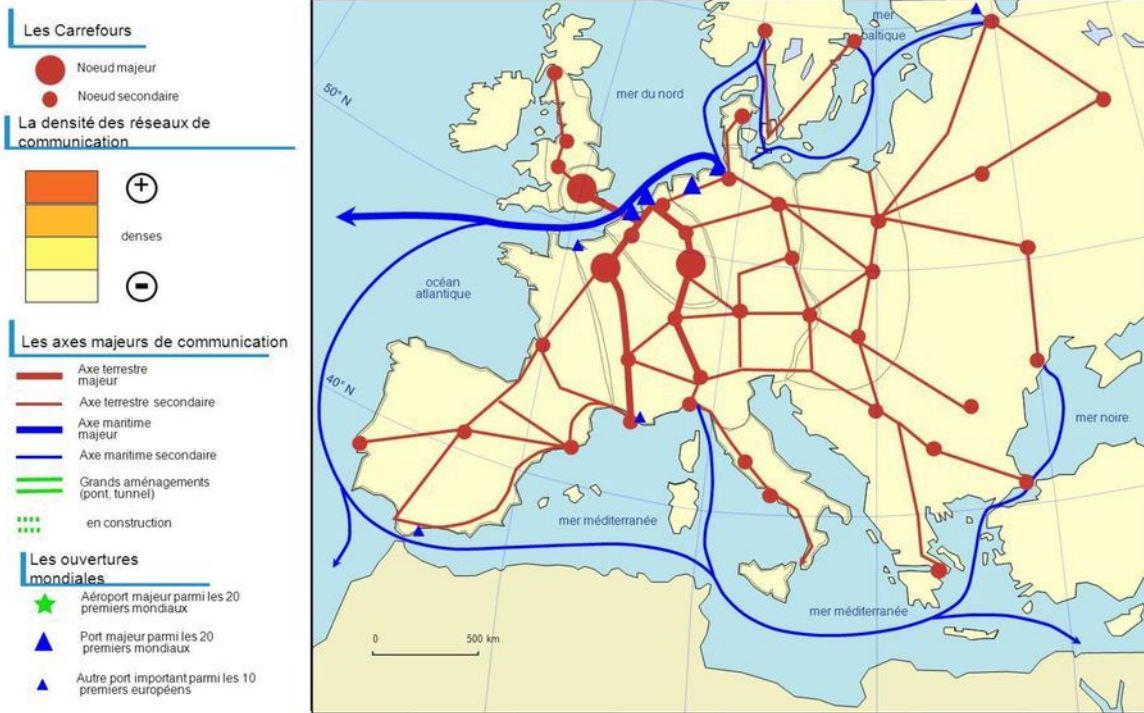 Les Carrefours
Noeud majeur
Noeud secondaire
La densité des réseaux de
communication
+
denses
-
Les axes majeurs de communication
Axe terrestre
majeur
Axe terrestre secondaire
Axe maritime
majeur
Axe maritime secondaire
Grands aménagements
(pont, tunnel)
en construction
Les ouvertures
mondiales
Aéroport majeur parmi les 20
premiers mondiaux
Port majeur parmi les 20
premiers mondiaux
Autre port important parmi les 10
premiers européens
mer
baltique
50° N
mer du nord
océan
atlantique
40° N
mer noire
mer méditerranée
mer méditerranée
0 500 km